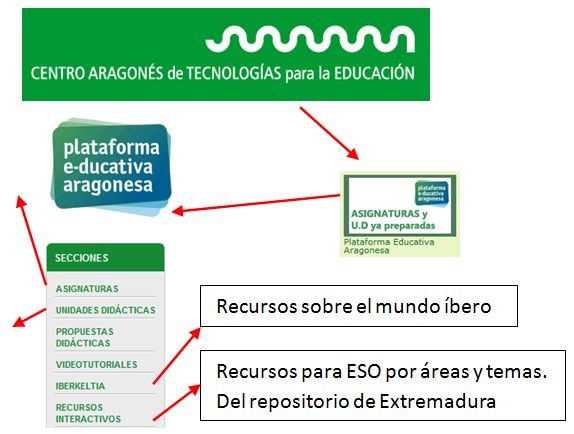 CENTRO ARAGONÉS de TECNOLOGÍAS para la EDUCACIÓN
plataforma
e-ducativa
aragonesa
plataforma
e-ducativa
aragonesa
ASIGNATURAS y
U.D ya preparadas
Plataforma Educativa
Aragonesa
SECCIONES
ASIGNATURAS
UNIDADES DIDÁCTICAS
PROPUESTAS
DIDÁCTICAS
VIDEOTUTORIALES
IBERKELTIA
RECURSOS
INTERACTIVOS
Recursos sobre el mundo íbero
Recursos para ESO por áreas y temas.
Del repositorio de Extremadura